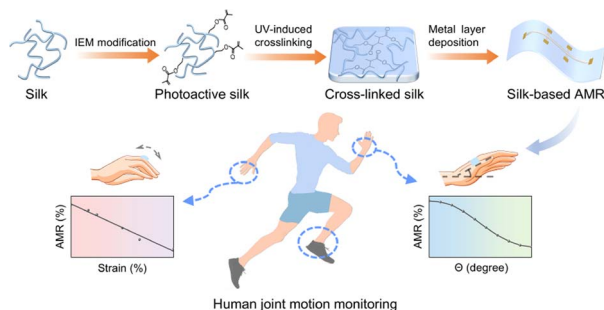 IEM modification
UV-induced
crosslinking
Metal layer
deposition
Silk
Photoactive silk
Cross-linked silk
Silk-based AMR
AMR (%)
Strain (%)
AMR (%)
Θ (degree)
Human joint motion monitoring